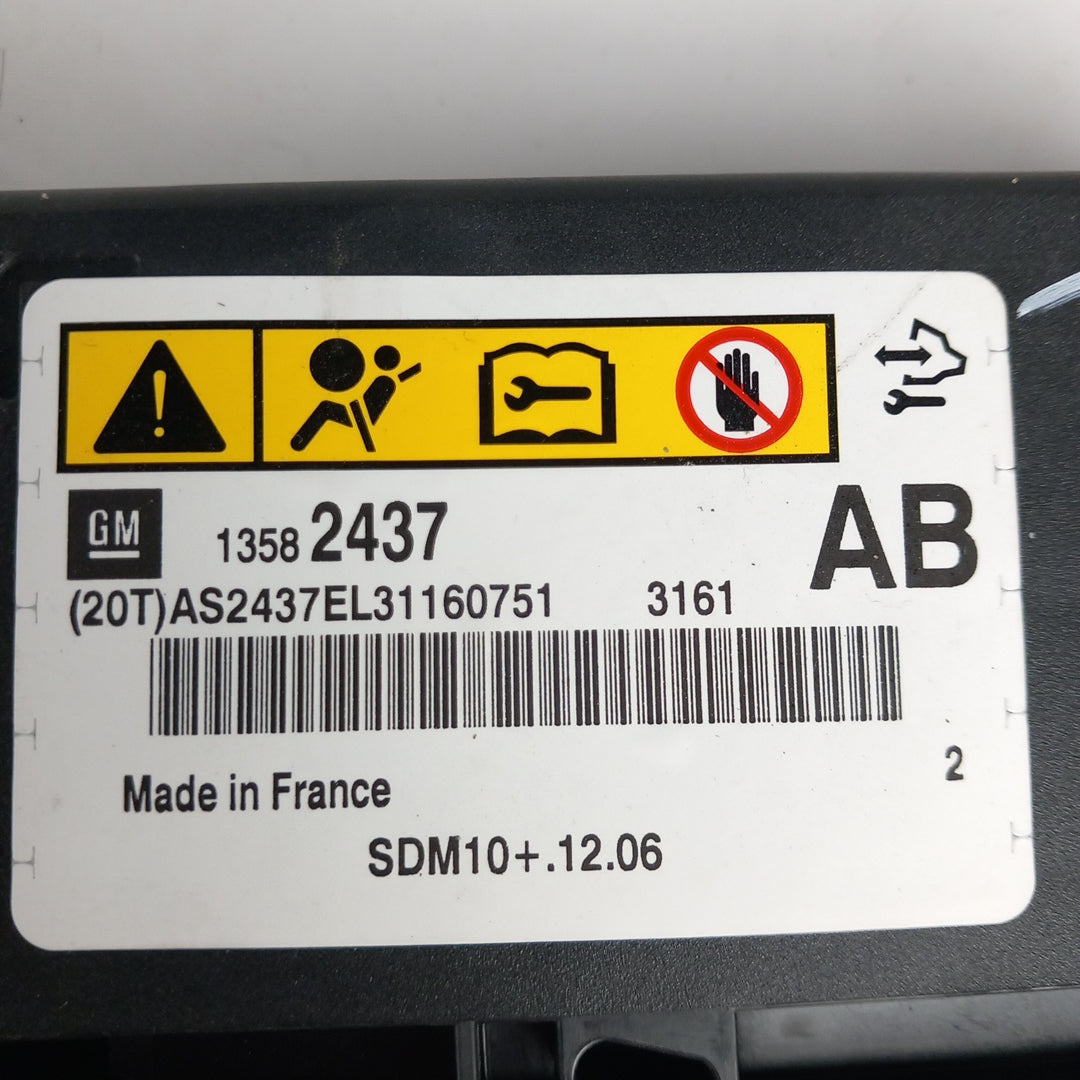 GM
1358 2437
AB
(20T)AS2437EL31160751 3161
2
Made in France
SDM10+.12.06